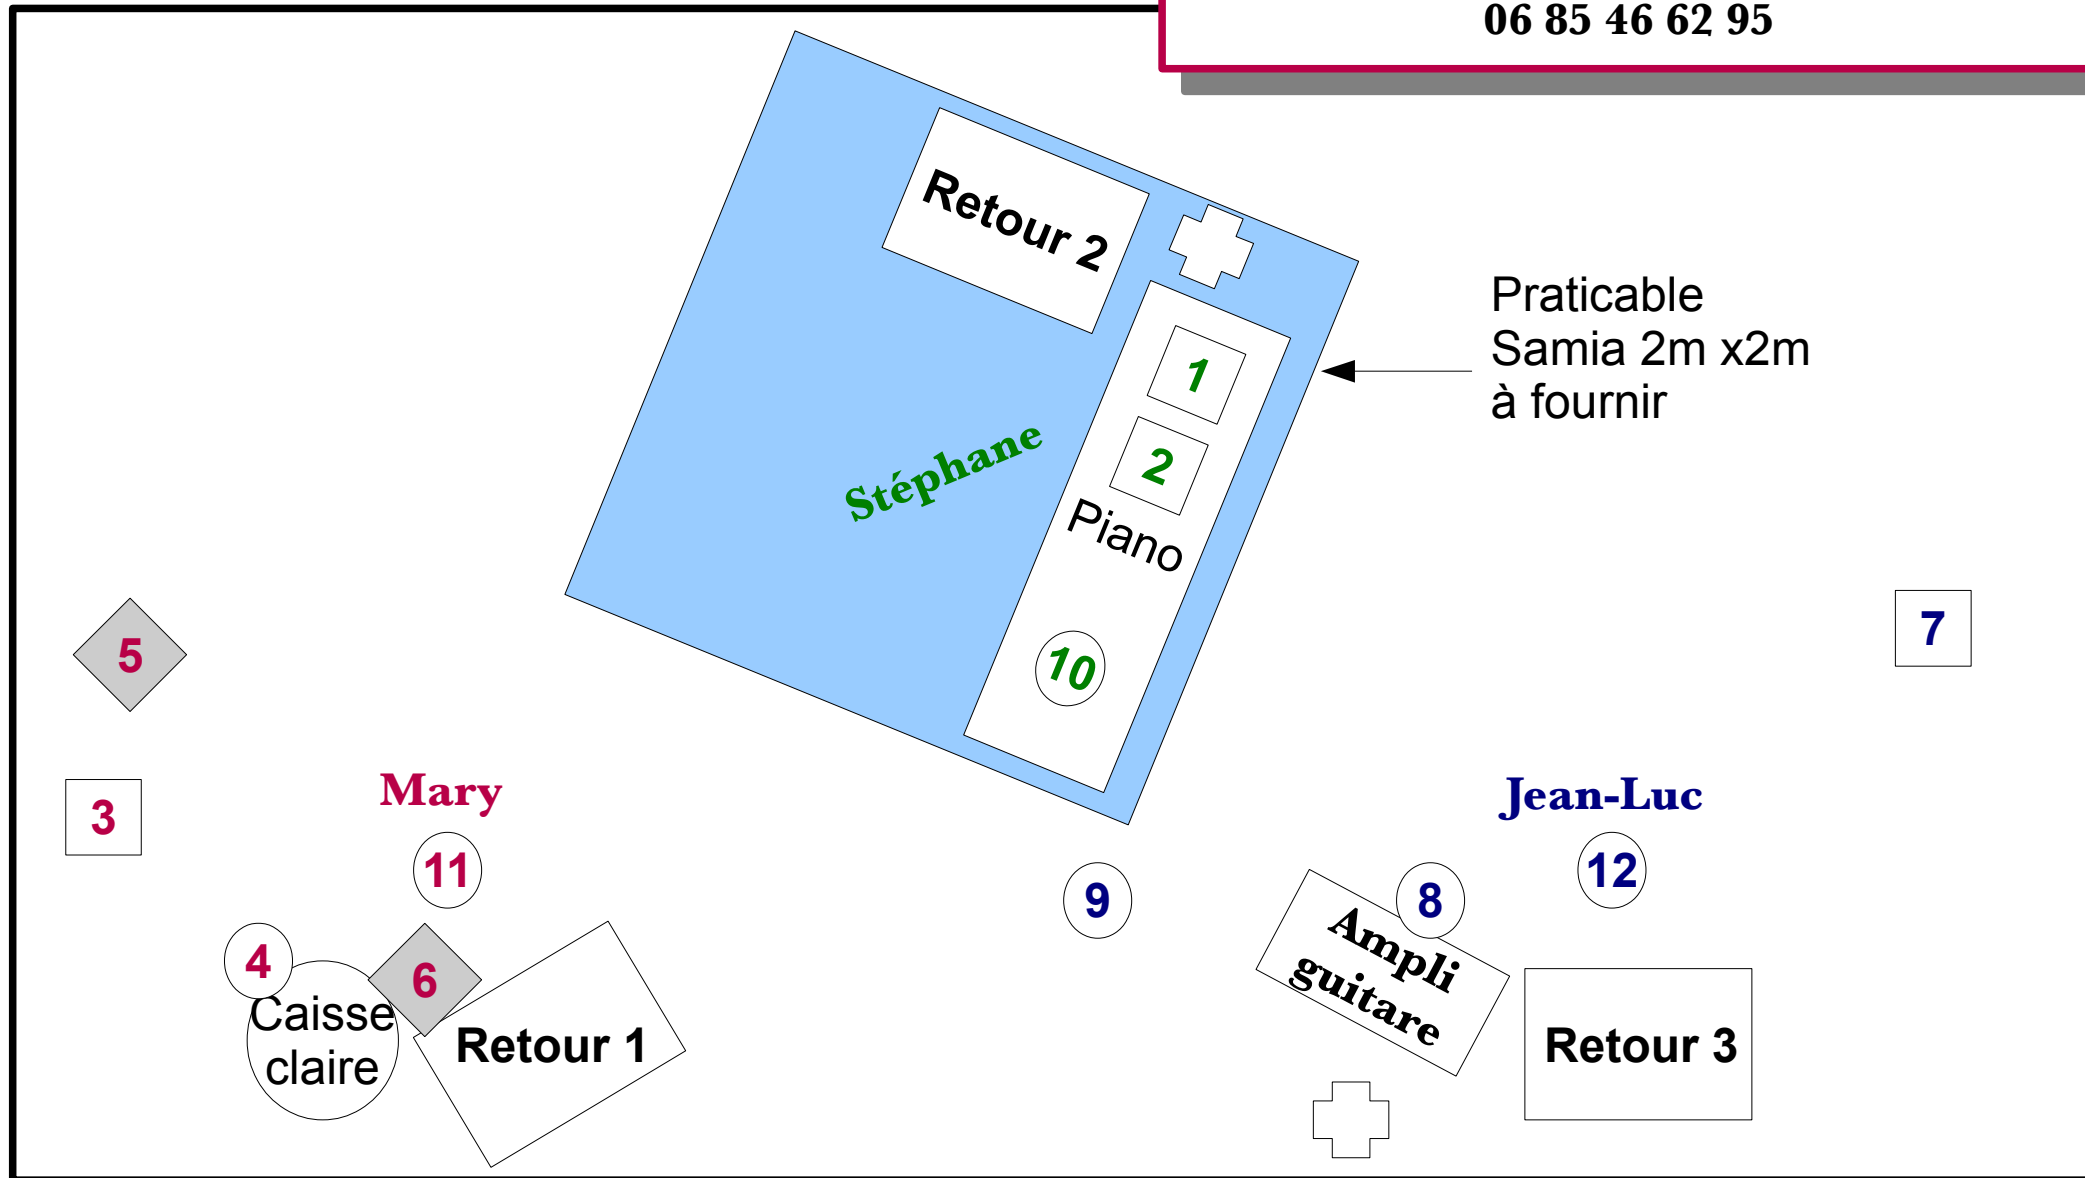 06 85 46 62 95
Retour 2
Praticable
Samia 2m x2m
à fournir
1
2
Stéphane
Piano
10
5
7
3
Mary
Jean-Luc
11
9
8
12
4
6
Caisse
claire
Retour 1
Ampli
guitare
Retour 3